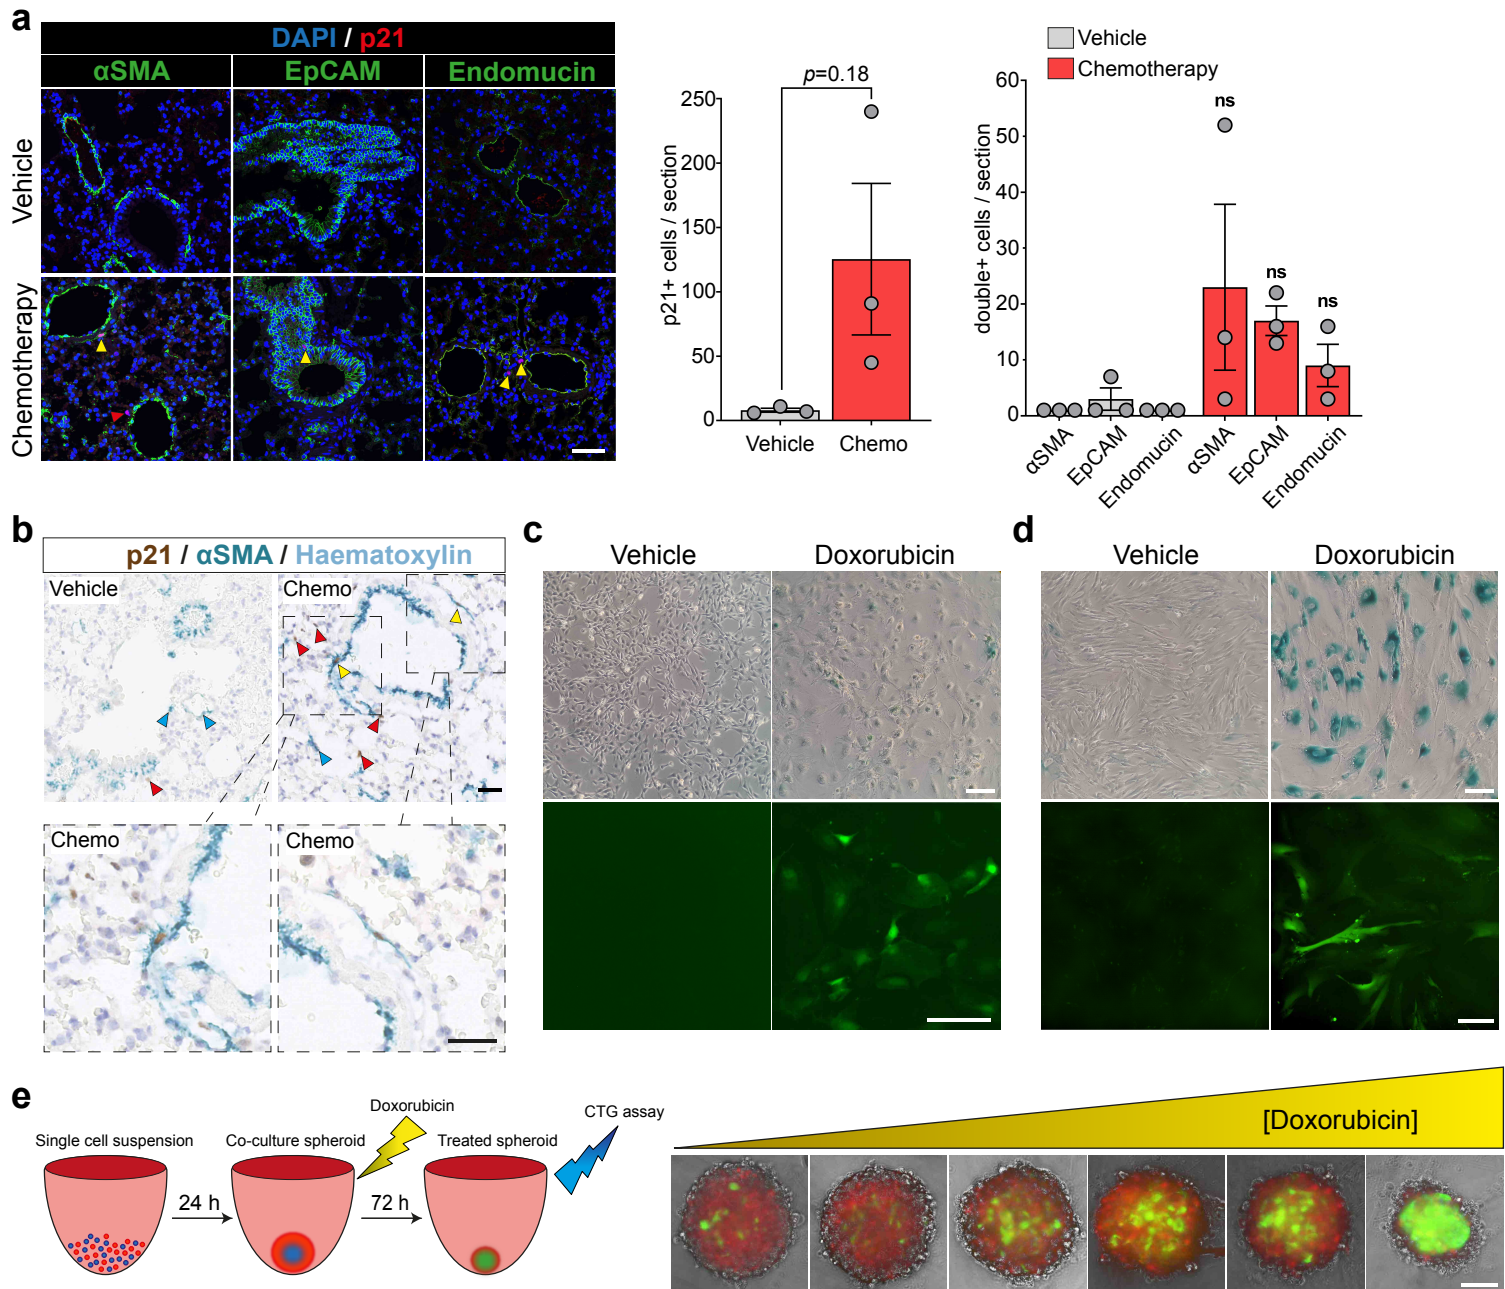 a
DAPI / p21
αSMA
EpCAM
Endomucin
Vehicle
Chemotherapy
p=0.18
250
200
150
100
50
0
p21+ cells / section
Vehicle
Chemo
Vehicle
Chemotherapy
60
50
40
30
20
10
0
double+ cells / section
ns
ns
ns
αSMA
EpCAM
Endomucin
αSMA
EpCAM
Endomucin
b
p21 / αSMA / Haematoxylin
Vehicle
Chemo
Chemo
Chemo
c
Vehicle
Doxorubicin
d
Vehicle
Doxorubicin
e
Single cell suspension
24 h
Co-culture spheroid
Doxorubicin
72 h
Treated spheroid
CTG assay
[Doxorubicin]